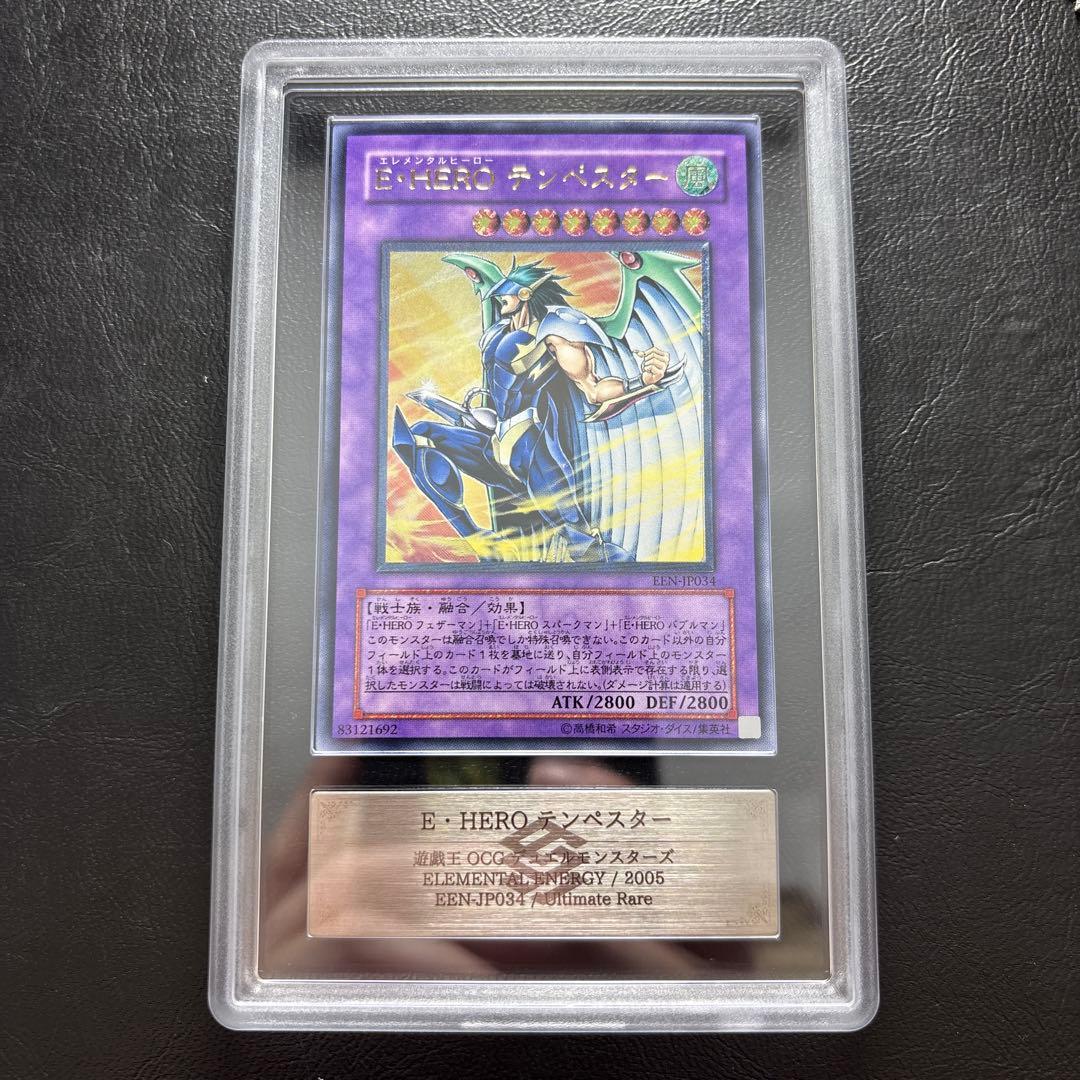 エレメンタルヒーロー
E・HERO テンペスター
風
EEN-JP034
【戦士族・融合／効果】
「E・HERO フェザーマン」+「E・HERO スパークマン」+「E・HERO バブルマン」
このモンスターは融合召喚でしか特殊召喚できない。このカード以外の自分
フィールド上のカード1枚を墓地に送り、自分フィールド上のモンスター
1体を選択する。このカードがフィールド上に表側表示で存在する限り、選
択したモンスターは戦闘によっては破壊されない。(ダメージ計算は適用する)
ATK/2800 DEF/2800
83121692
©高橋和希 スタジオ・ダイス/集英社
E・HERO テンペスター
遊戯王 OCG デュエルモンスターズ
ELEMENTAL ENERGY / 2005
EEN-JP034 / Ultimate Rare